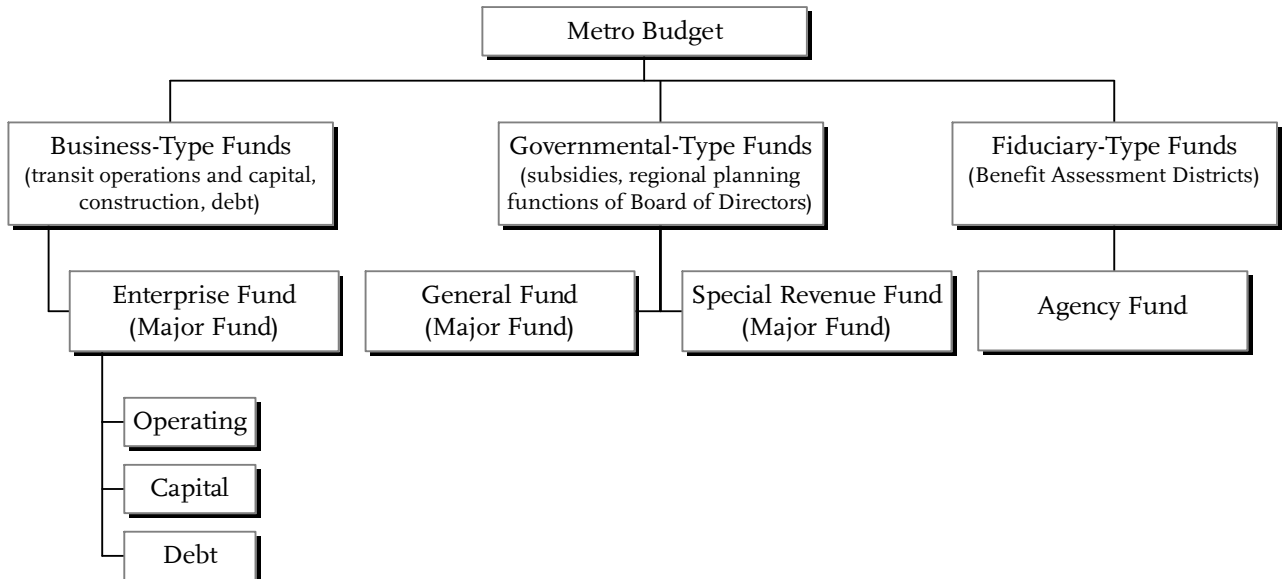 Metro Budget
Business-Type Funds
(transit operations and capital,
construction, debt)
Governmental-Type Funds
(subsidies, regional planning
functions of Board of Directors)
Fiduciary-Type Funds
(Benefit Assessment Districts)
Enterprise Fund
(Major Fund)
General Fund
(Major Fund)
Special Revenue Fund
(Major Fund)
Agency Fund
Operating
Capital
Debt